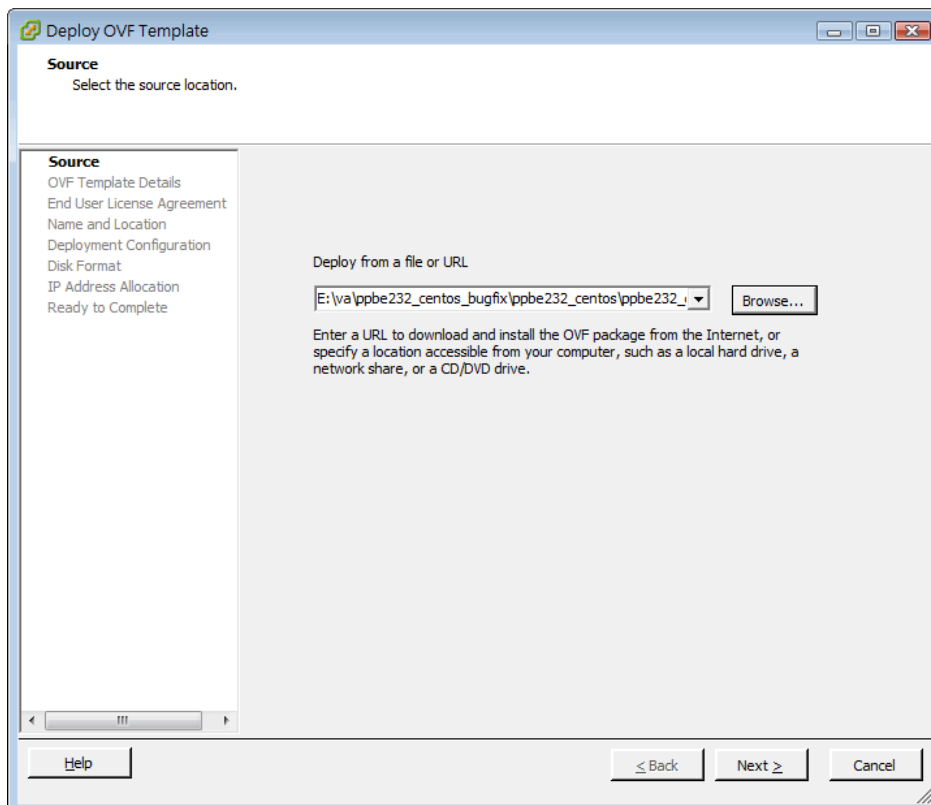 Deploy OVF Template
Source
Select the source location.
Source
OVF Template Details
End User License Agreement
Name and Location
Deployment Configuration
Disk Format
IP Address Allocation
Ready to Complete
Deploy from a file or URL
E:\va\ppbe232_centos_bugfix\ppbe232_centos\ppbe232_
Browse...
Enter a URL to download and install the OVF package from the Internet, or
specify a location accessible from your computer, such as a local hard drive, a
network share, or a CD/DVD drive.
Help
< Back
Next >
Cancel